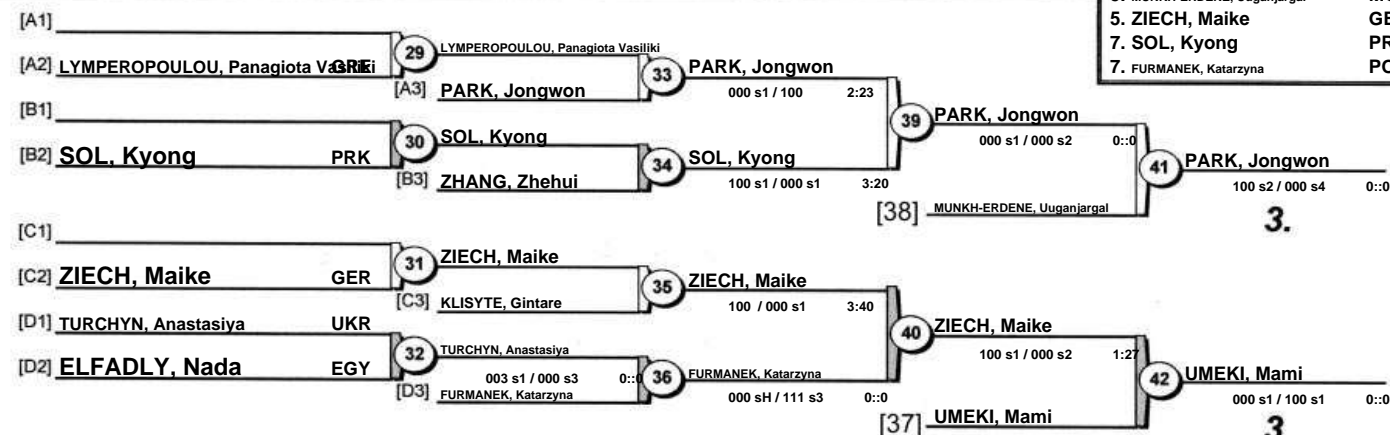 5. ZIECH, Maike GE
7. SOL, Kyong PR
7. FURMANEK, Katarzyna PO
[A1]
29 LYMPEROPOULOU, Panagiota Vasiliki
[A2] LYMPEROPOULOU, Panagiota Vasiliki GRE
33 PARK, Jongwon
[A3] PARK, Jongwon
000 s1 / 100 2:23
[B1]
39 PARK, Jongwon
30 SOL, Kyong
000 s1 / 000 s2 0::0
[B2] SOL, Kyong PRK
34 SOL, Kyong
41 PARK, Jongwon
[B3] ZHANG, Zhehui
100 s1 / 000 s1 3:20
100 s2 / 000 s4 0::0
[38] MUNKH-ERDENE, Uuganjargal
3.
[C1]
31 ZIECH, Maike
[C2] ZIECH, Maike GER
35 ZIECH, Maike
[C3] KLISYTE, Gintare
100 / 000 s1 3:40
[D1] TURCHYN, Anastasiya UKR
40 ZIECH, Maike
32 TURCHYN, Anastasiya
100 s1 / 000 s2 1:27
[D2] ELFADLY, Nada EGY
003 s1 / 000 s3 0::0
36 FURMANEK, Katarzyna
42 UMEKI, Mami
[D3] FURMANEK, Katarzyna
000 sH / 111 s3 0::0
000 s1 / 100 s1 0::0
[37] UMEKI, Mami
3